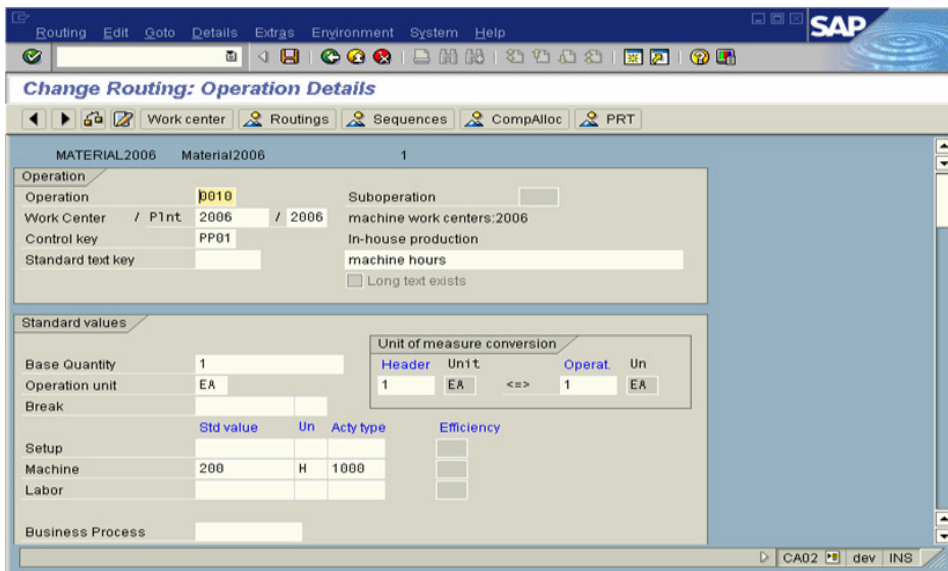 Routing Edit Goto Details Extras Environment System Help
SAP
Change Routing: Operation Details
Work center Routings Sequences CompAlloc PRT
MATERIAL2006 Material2006 1
Operation
Operation 0010 Suboperation
Work Center / Plnt 2006 / 2006 machine work centers:2006
Control key PP01 In-house production
Standard text key machine hours
Long text exists
Standard values
Unit of measure conversion
Base Quantity 1 Header Unit Operat. Un
Operation unit EA 1 EA <=> 1 EA
Break
Std value Un Acty type Efficiency
Setup
Machine 200 H 1000
Labor
Business Process
CA02 dev INS